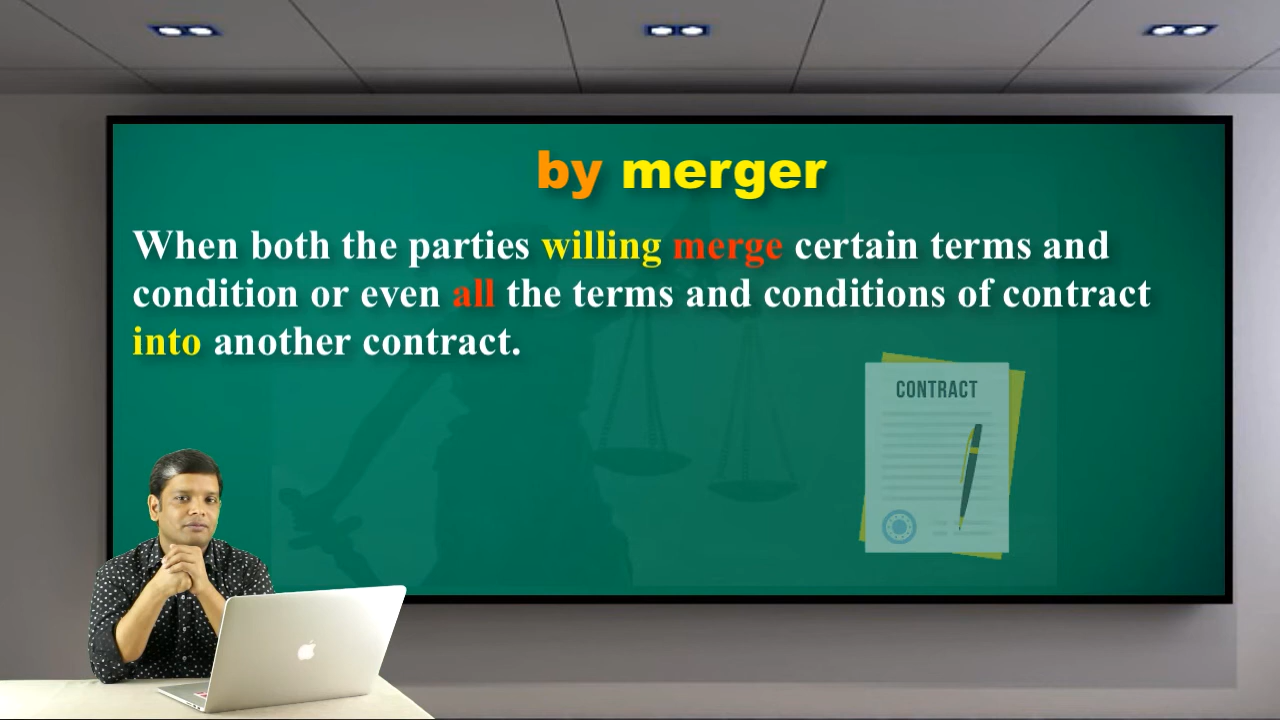 by merger
When both the parties willing merge certain terms and
condition or even all the terms and conditions of contract
into another contract.
CONTRACT